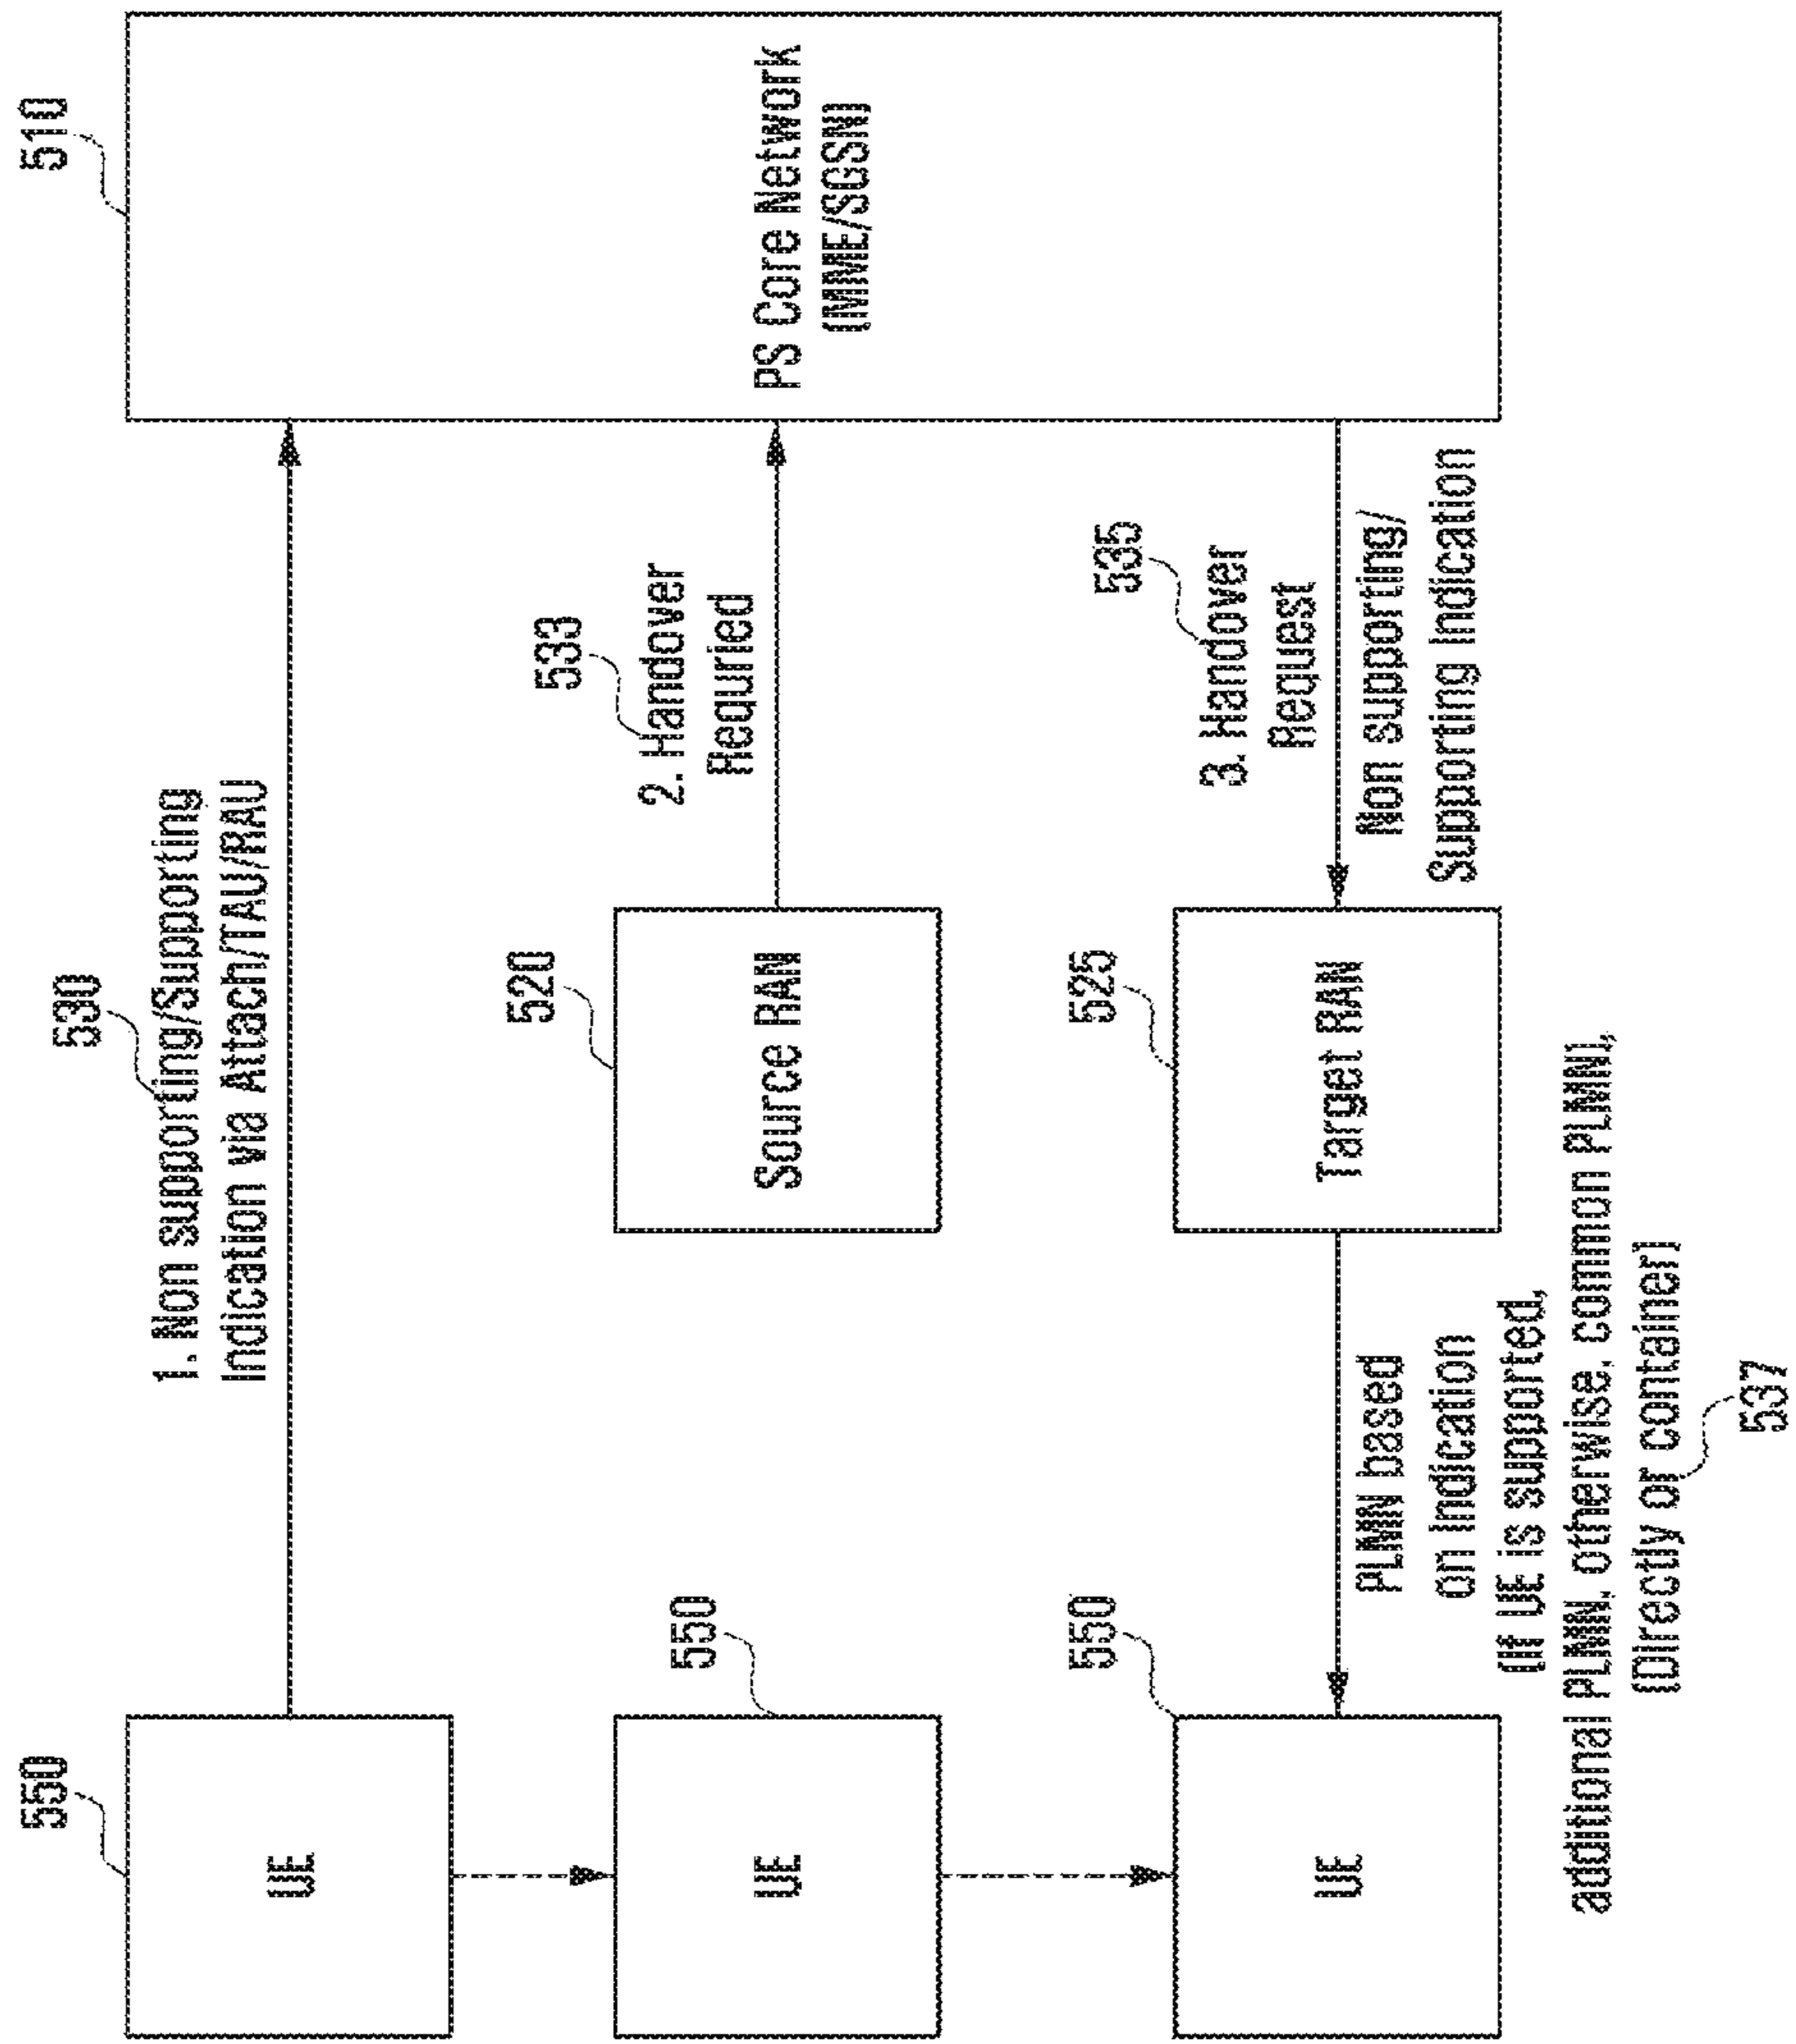 510
PS Core Network
(MME/SGSN)
530
1. Non supporting/Supporting
Indication via Attach/TAU/RAU
533
2. Handover
Requried
535
3. Handover
Request
Non supporting/
Supporting Indication
520
Source RAN
525
Target RAN
PLMN based
on Indication
(If UE is supported,
additional PLMN, otherwise, common PLMN),
(Directly or container)
537
550
UE
550
UE
550
UE